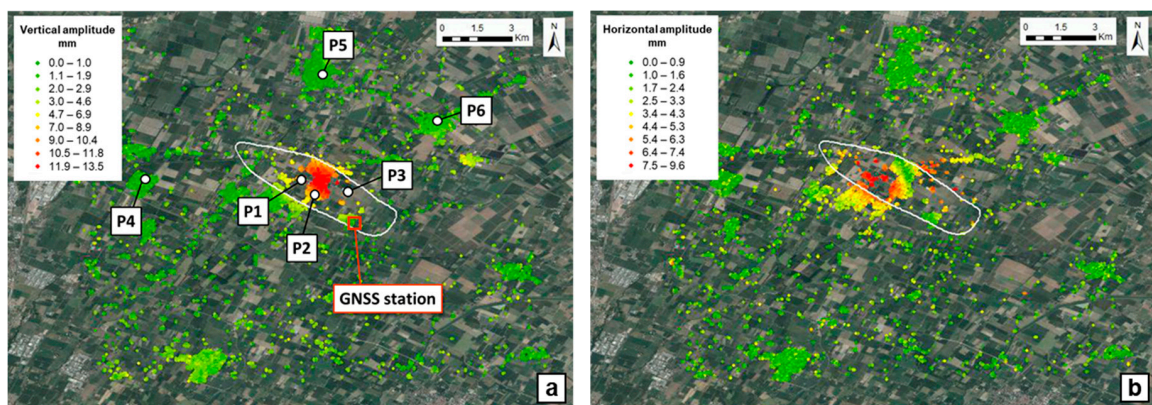 Vertical amplitude
mm
0.0 – 1.0
1.1 – 1.9
2.0 – 2.9
3.0 – 4.6
4.7 – 6.9
7.0 – 8.9
9.0 – 10.4
10.5 – 11.8
11.9 – 13.5
0 1.5 3
Km
N
P5
P6
P4
P1
P3
P2
GNSS station
a
Horizontal amplitude
mm
0.0 – 0.9
1.0 – 1.6
1.7 – 2.4
2.5 – 3.3
3.4 – 4.3
4.4 – 5.3
5.4 – 6.3
6.4 – 7.4
7.5 – 9.6
0 1.5 3
Km
N
b